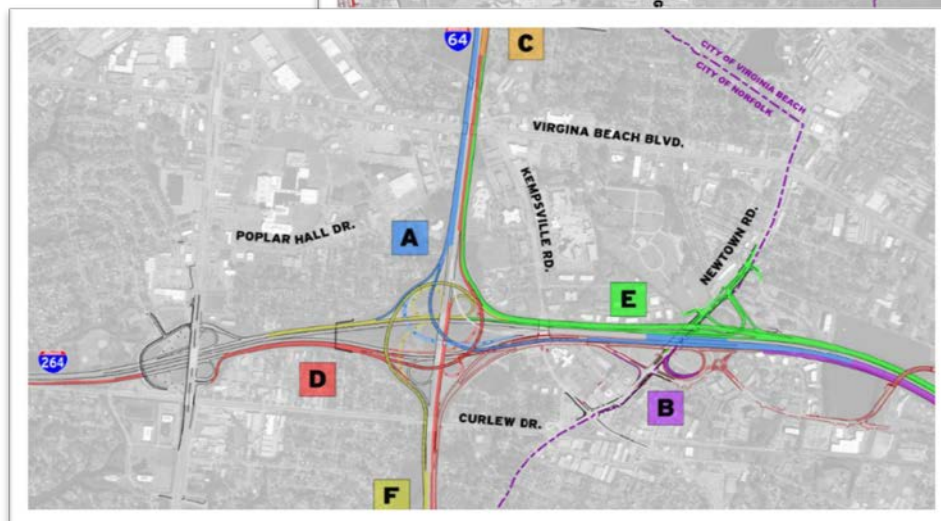 64
C
CITY OF VIRGINIA BEACH
CITY OF NORFOLK
VIRGINA BEACH BLVD.
KEMPSVILLE RD.
POPLAR HALL DR.
A
NEWTOWN RD.
E
264
D
B
CURLEW DR.
F